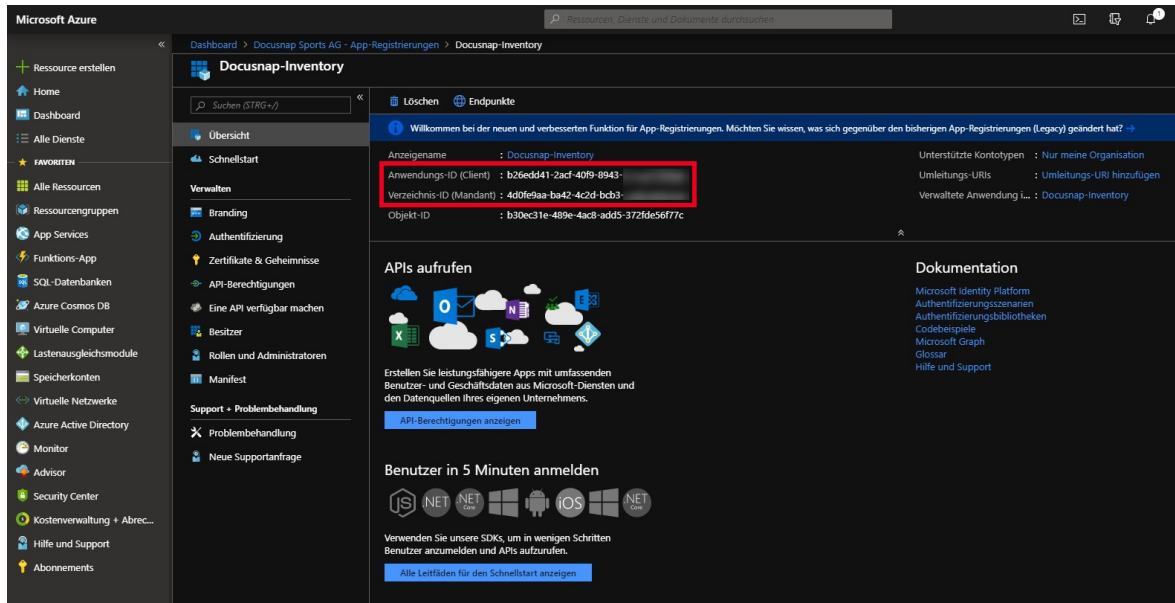 Microsoft Azure
Ressourcen, Dienste und Dokumente durchsuchen
1
«
Dashboard > Docusnap Sports AG - App-Registrierungen > Docusnap-Inventory
Docusnap-Inventory
Ressource erstellen
Home
Dashboard
Alle Dienste
FAVORITEN
Alle Ressourcen
Ressourcengruppen
App Services
Funktions-App
SQL-Datenbanken
Azure Cosmos DB
Virtuelle Computer
Lastenausgleichsmodule
Speicherkonten
Virtuelle Netzwerke
Azure Active Directory
Monitor
Advisor
Security Center
Kostenverwaltung + Abrec...
Hilfe und Support
Abonnements
Suchen (STRG+/)
«
Übersicht
Schnellstart
Verwalten
Branding
Authentifizierung
Zertifikate & Geheimnisse
API-Berechtigungen
Eine API verfügbar machen
Besitzer
Rollen und Administratoren
Manifest
Support + Problembehandlung
Problembehandlung
Neue Supportanfrage
Löschen Endpunkte
Willkommen bei der neuen und verbesserten Funktion für App-Registrierungen. Möchten Sie wissen, was sich gegenüber den bisherigen App-Registrierungen (Legacy) geändert hat? →
Anzeigename : Docusnap-Inventory
Anwendungs-ID (Client) : b26edd41-2acf-40f9-8943-
Verzeichnis-ID (Mandant) : 4d0fe9aa-ba42-4c2d-bcb3-
Objekt-ID : b30ec31e-489e-4ac8-add5-372fde56f77c
Unterstützte Kontotypen : Nur meine Organisation
Umleitungs-URIs : Umleitungs-URI hinzufügen
Verwaltete Anwendung i... : Docusnap-Inventory
APIs aufrufen
Erstellen Sie leistungsfähigere Apps mit umfassenden
Benutzer- und Geschäftsdaten aus Microsoft-Diensten und
den Datenquellen Ihres eigenen Unternehmens.
API-Berechtigungen anzeigen
Benutzer in 5 Minuten anmelden
JS .NET .NET Core iOS .NET Core
Verwenden Sie unsere SDKs, um in wenigen Schritten
Benutzer anzumelden und APIs aufzurufen.
Alle Leitfäden für den Schnellstart anzeigen
Dokumentation
Microsoft Identity Platform
Authentifizierungsszenarien
Authentifizierungsbibliotheken
Codebeispiele
Microsoft Graph
Glossar
Hilfe und Support